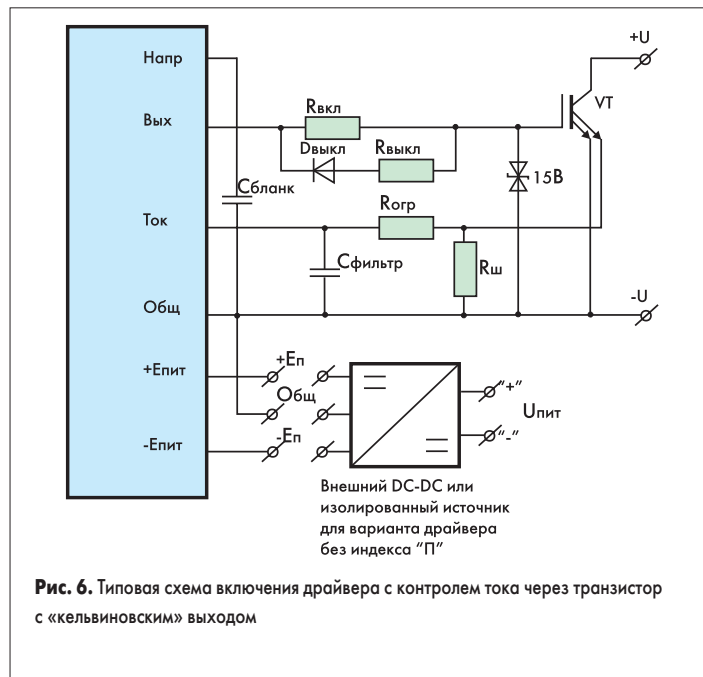 Напр
+U
Rвкл
VT
Вых
Dвыкл
Rвыкл
15В
Сбланк
Rогр
Ток
Сфильтр
Rш
Общ
-U
+Епит
+Еп
Общ
"+"
Uпит
-Епит
-Еп
"-"
Внешний DC-DC или
изолированный источник
для варианта драйвера
без индекса "П"
Рис. 6. Типовая схема включения драйвера с контролем тока через транзистор
с «кельвиновским» выходом